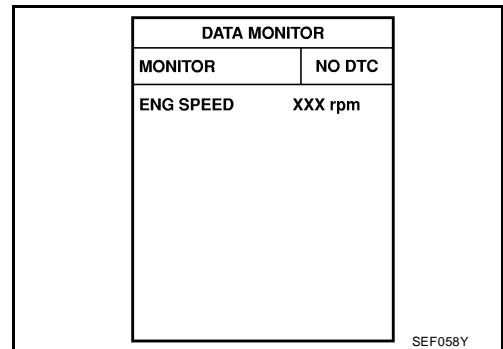 DATA MONITOR
MONITOR NO DTC
ENG SPEED XXX rpm
SEF058Y